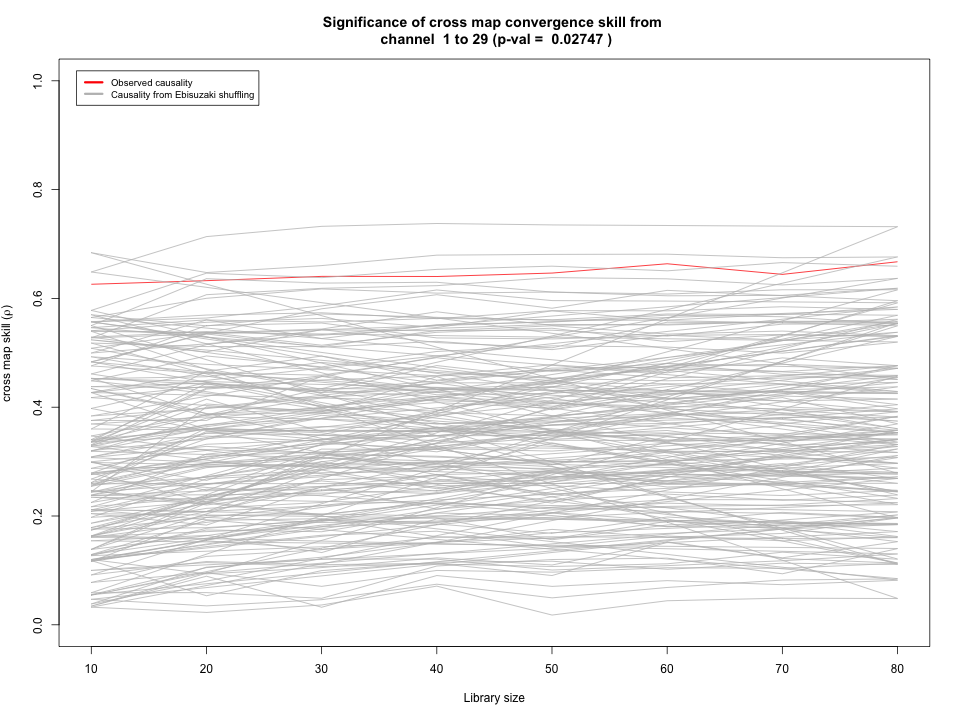 Significance of cross map convergence skill from
channel  1 to 29 (p-val =  0.02747 )
Observed causality
Causality from Ebisuzaki shuffling
cross map skill (ρ)
1.0
0.8
0.6
0.4
0.2
0.0
10 20 30 40 50 60 70 80
Library size